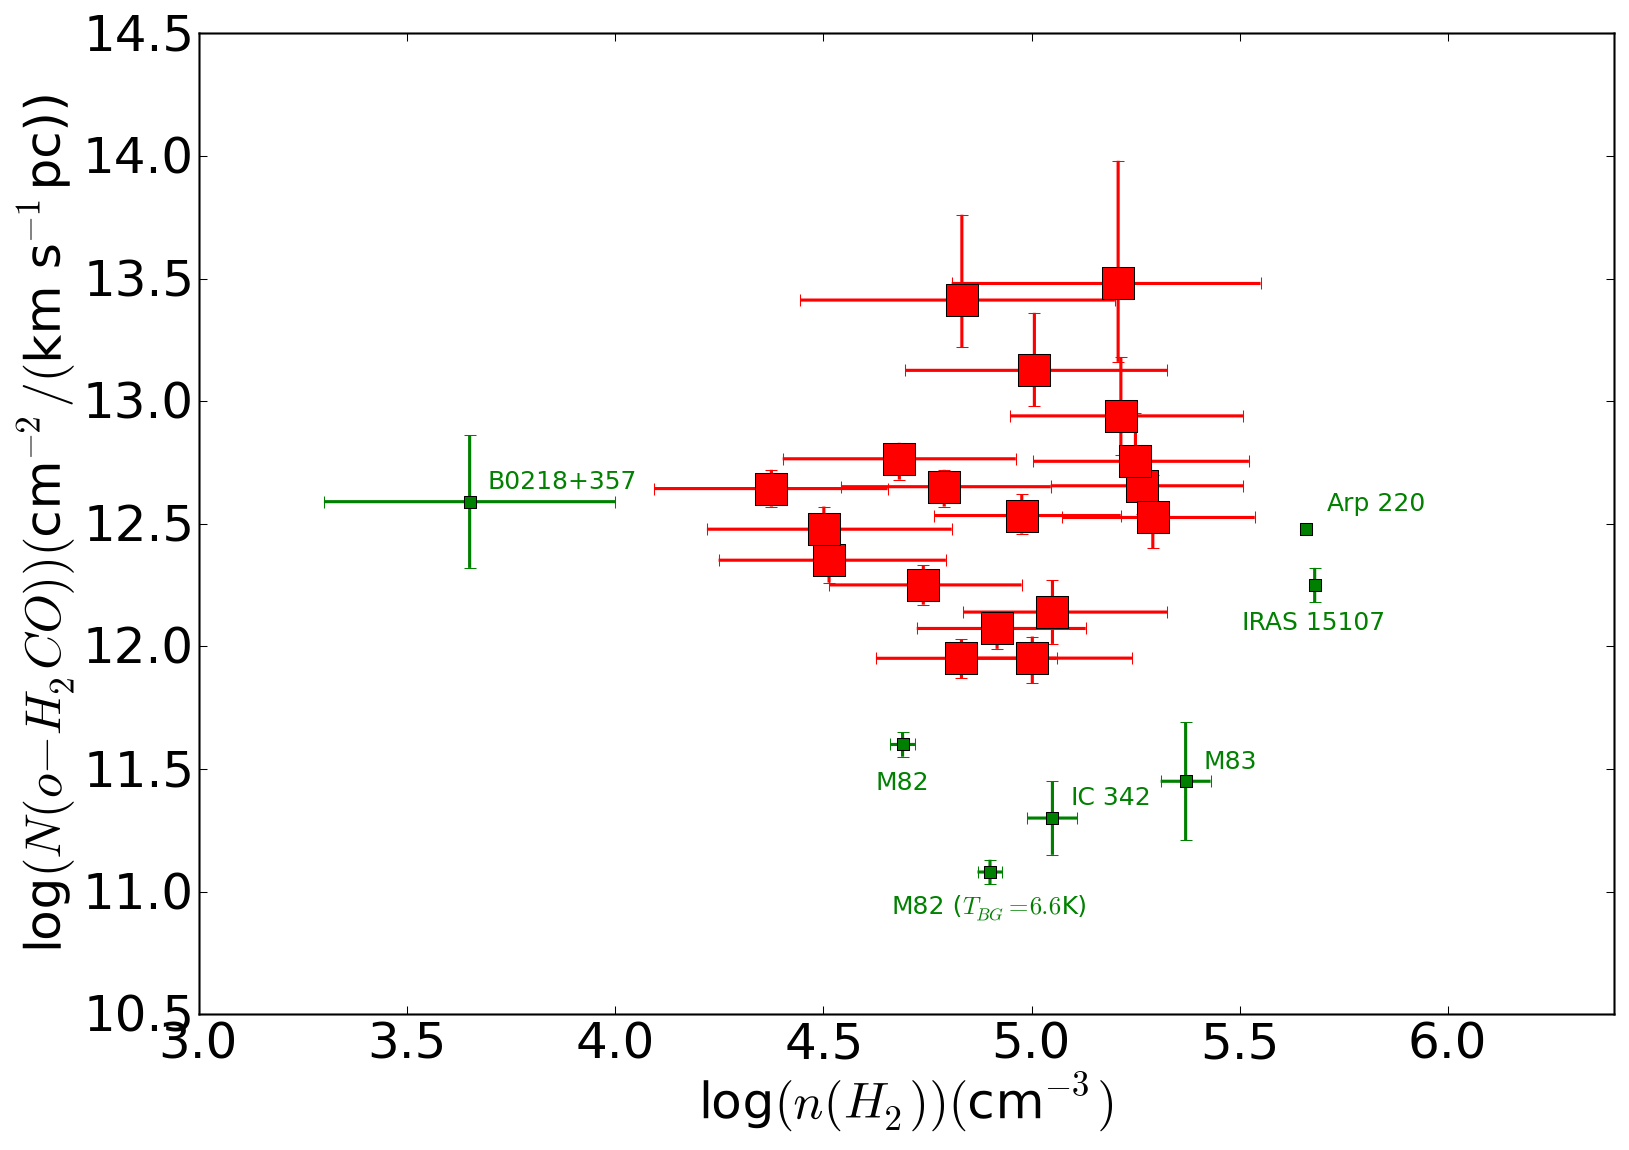 14.5
14.0
13.5
13.0
12.5
12.0
11.5
11.0
10.5
log(N(o−H₂CO))(cm⁻²/(km s⁻¹ pc))
B0218+357
Arp 220
IRAS 15107
M82
M83
IC 342
M82 (T_BG=6.6K)
3.0 3.5 4.0 4.5 5.0 5.5 6.0
log(n(H₂))(cm⁻³)